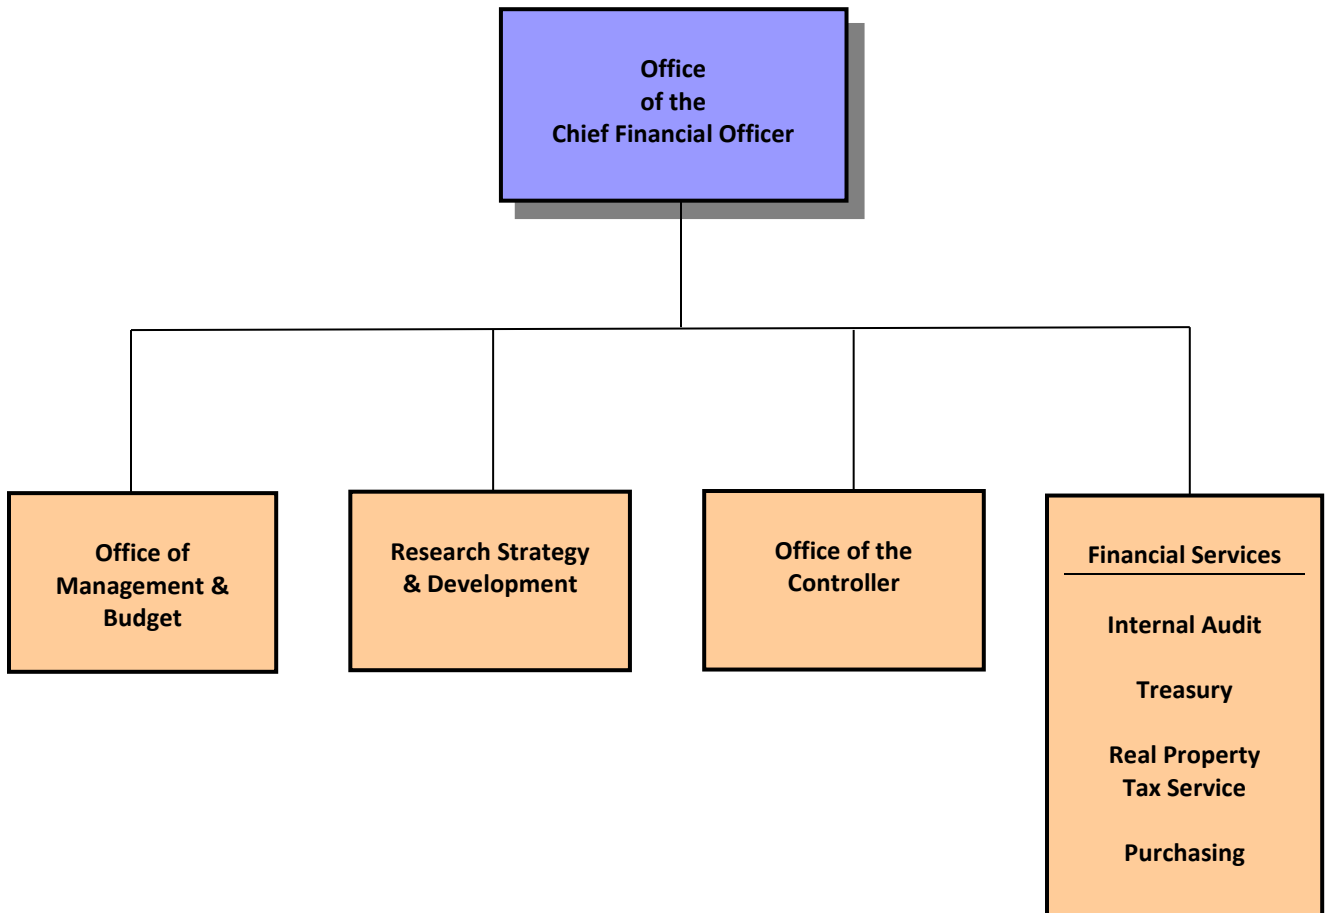 Office
of the
Chief Financial Officer
Office of
Management &
Budget
Research Strategy
& Development
Office of the
Controller
Financial Services
Internal Audit
Treasury
Real Property
Tax Service
Purchasing